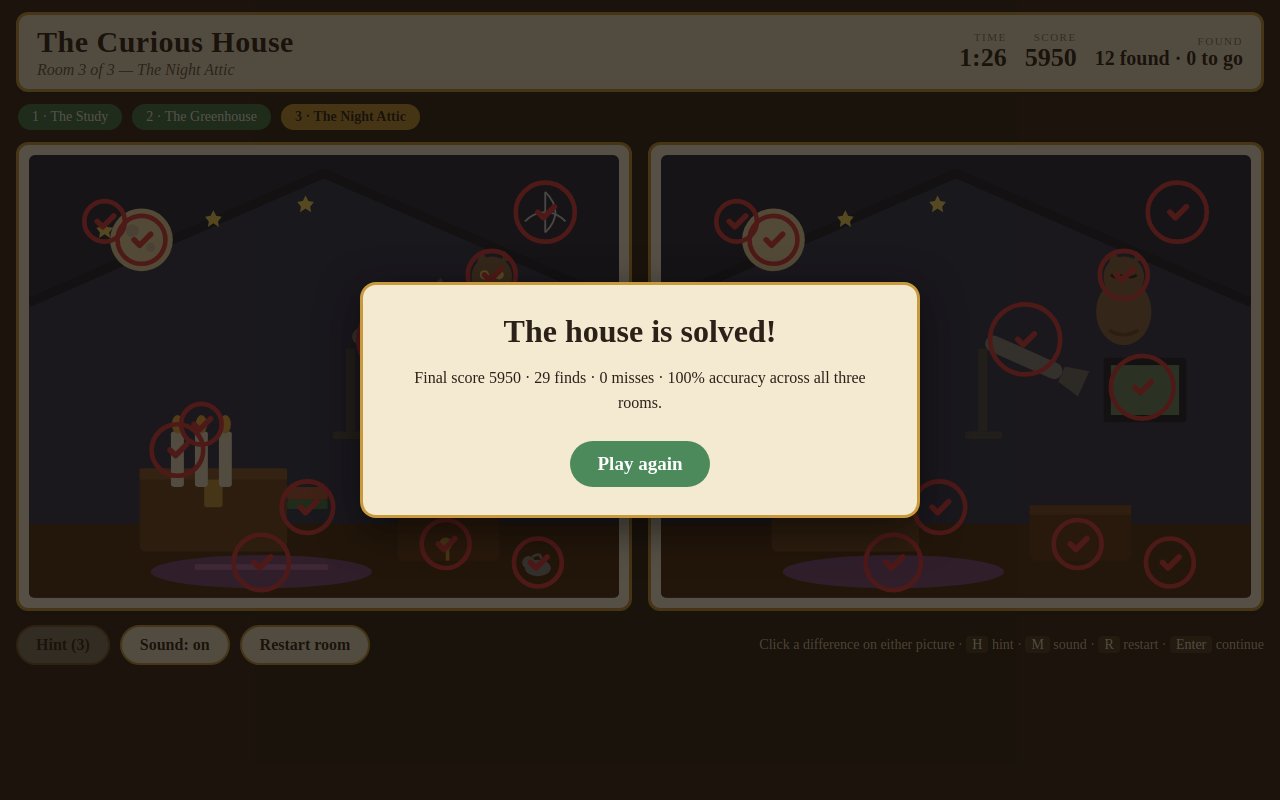 The Curious House
Room 3 of 3 — The Night Attic
TIME
1:26
SCORE
5950
FOUND
12 found · 0 to go
1 · The Study
2 · The Greenhouse
3 · The Night Attic
The house is solved!
Final score 5950 · 29 finds · 0 misses · 100% accuracy across all three
rooms.
Play again
Hint (3)
Sound: on
Restart room
Click a difference on either picture · H hint · M sound · R restart · Enter continue